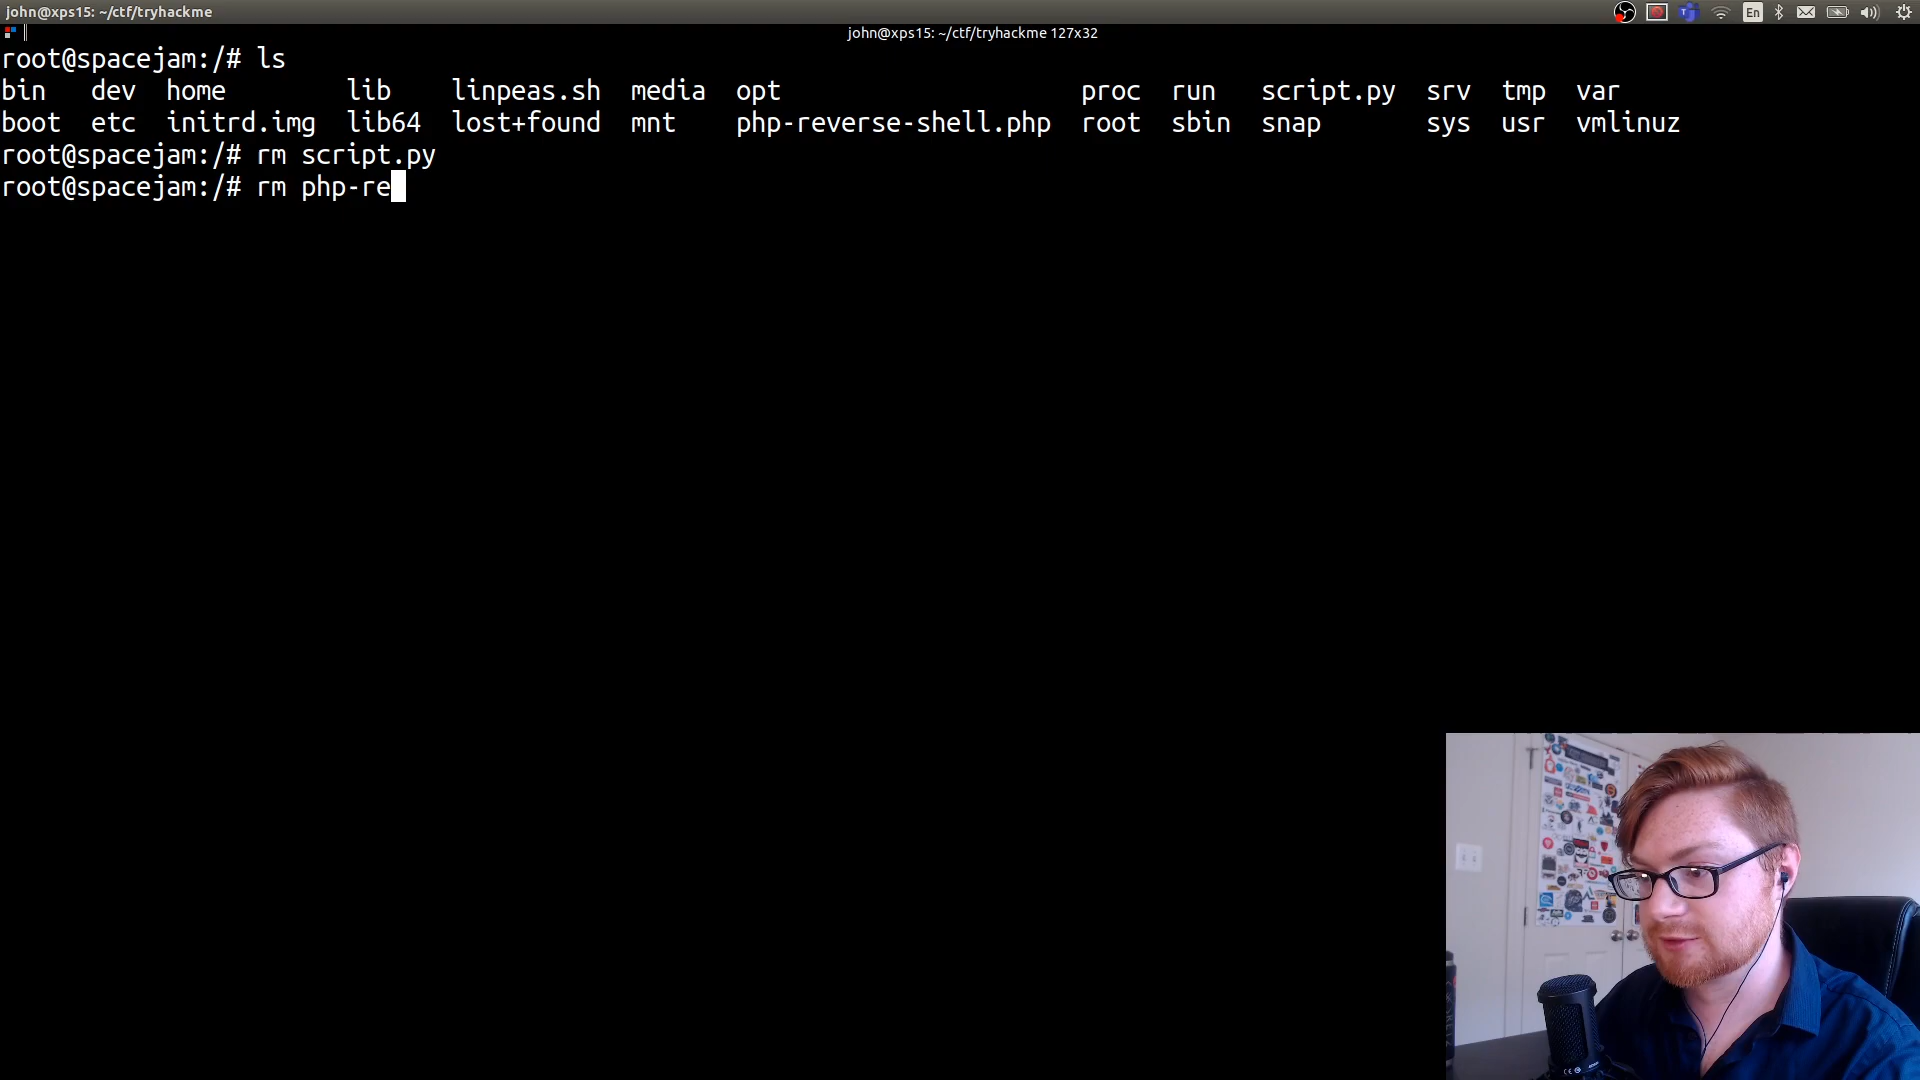 john@xps15: ~/ctf/tryhackme
En
john@xps15: ~/ctf/tryhackme 127x32
root@spacejam:/# ls
bin dev home lib linpeas.sh media opt proc run script.py srv tmp var
boot etc initrd.img lib64 lost+found mnt php-reverse-shell.php root sbin snap sys usr vmlinuz
root@spacejam:/# rm script.py
root@spacejam:/# rm php-re